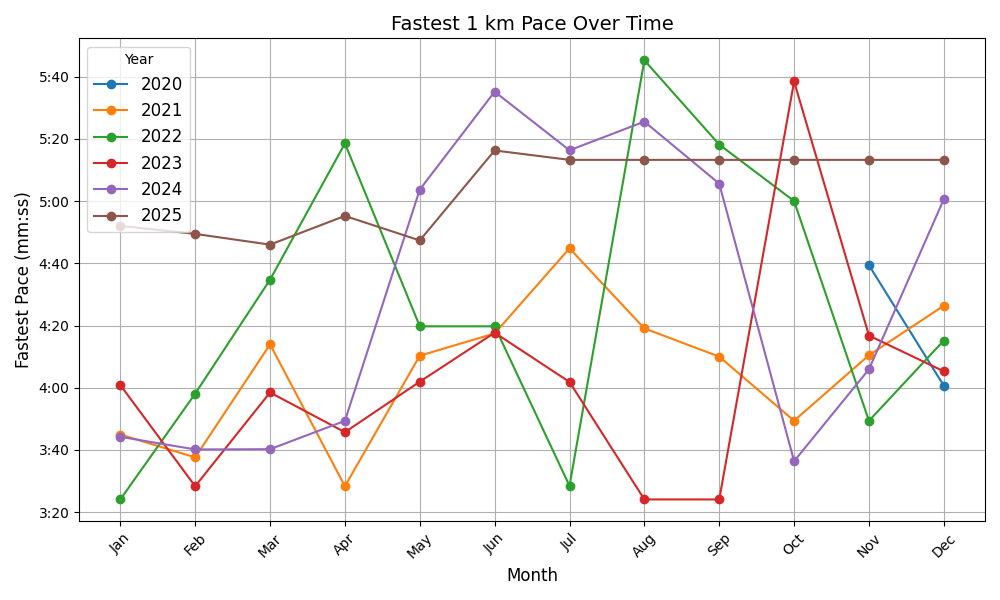 Fastest 1 km Pace Over Time
Year
2020
2021
2022
2023
2024
2025
Fastest Pace (mm:ss)
5:40
5:20
5:00
4:40
4:20
4:00
3:40
3:20
Jan
Feb
Mar
Apr
May
Jun
Jul
Aug
Sep
Oct
Nov
Dec
Month